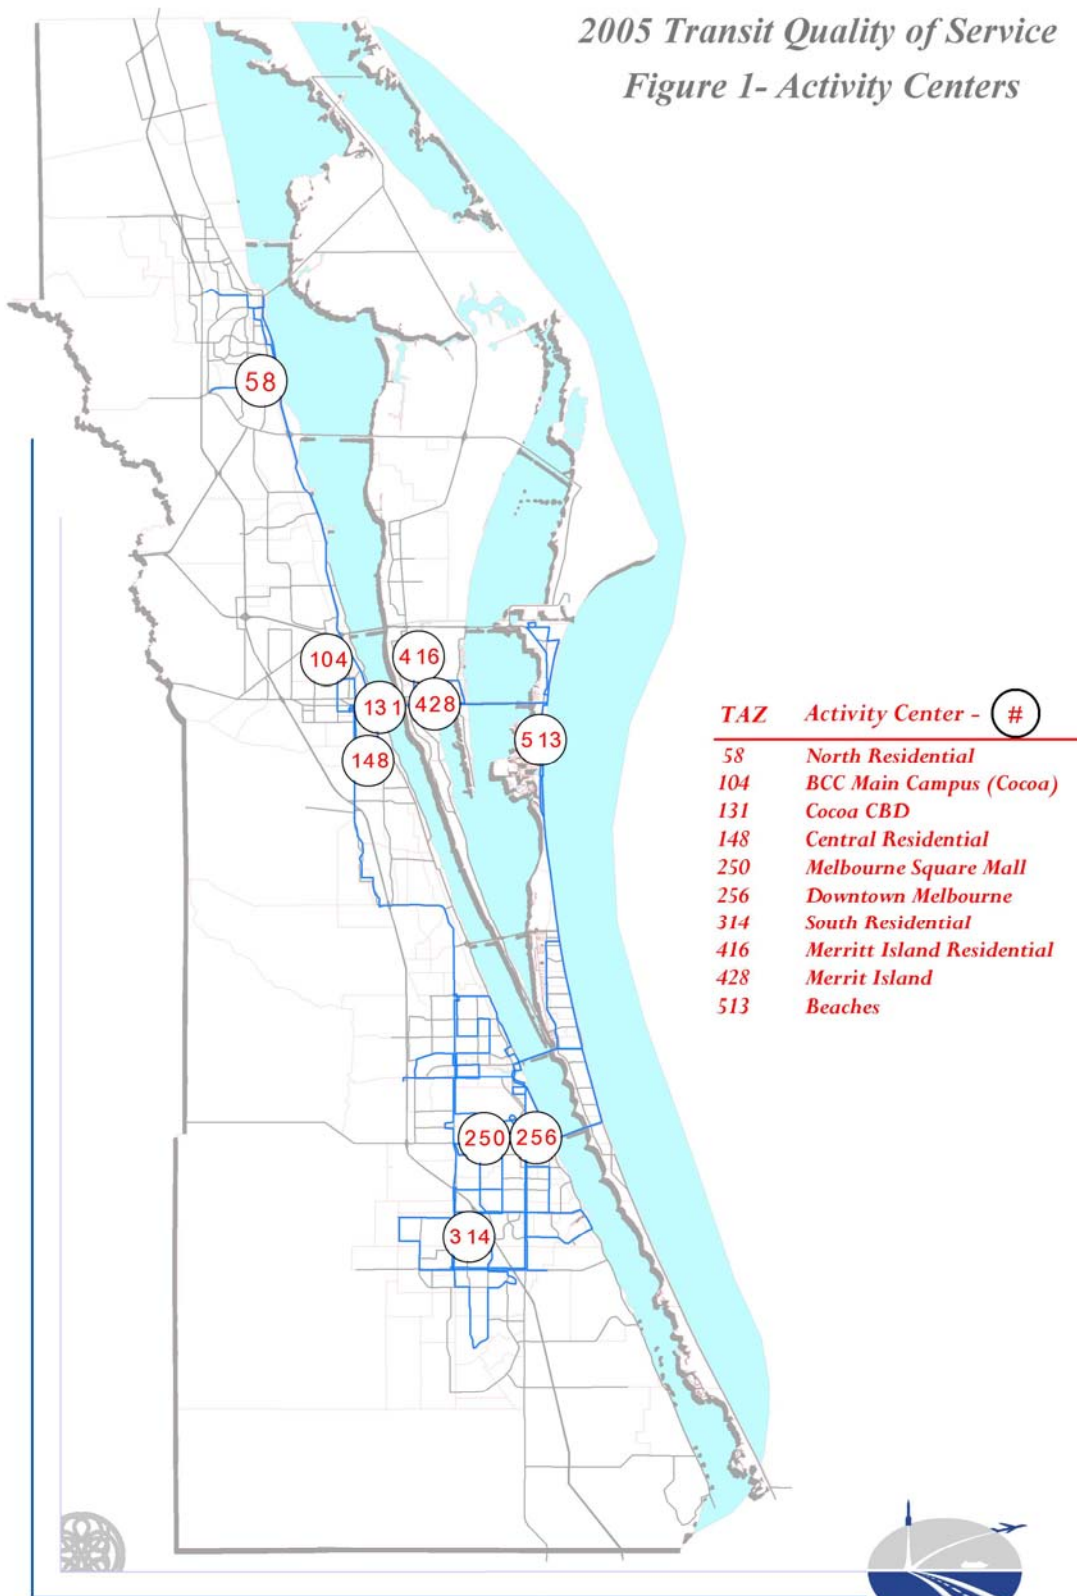 2005 Transit Quality of Service
Figure 1- Activity Centers
58
104
416
131
428
148
513
250
256
314
TAZ Activity Center - #
58 North Residential
104 BCC Main Campus (Cocoa)
131 Cocoa CBD
148 Central Residential
250 Melbourne Square Mall
256 Downtown Melbourne
314 South Residential
416 Merritt Island Residential
428 Merrit Island
513 Beaches